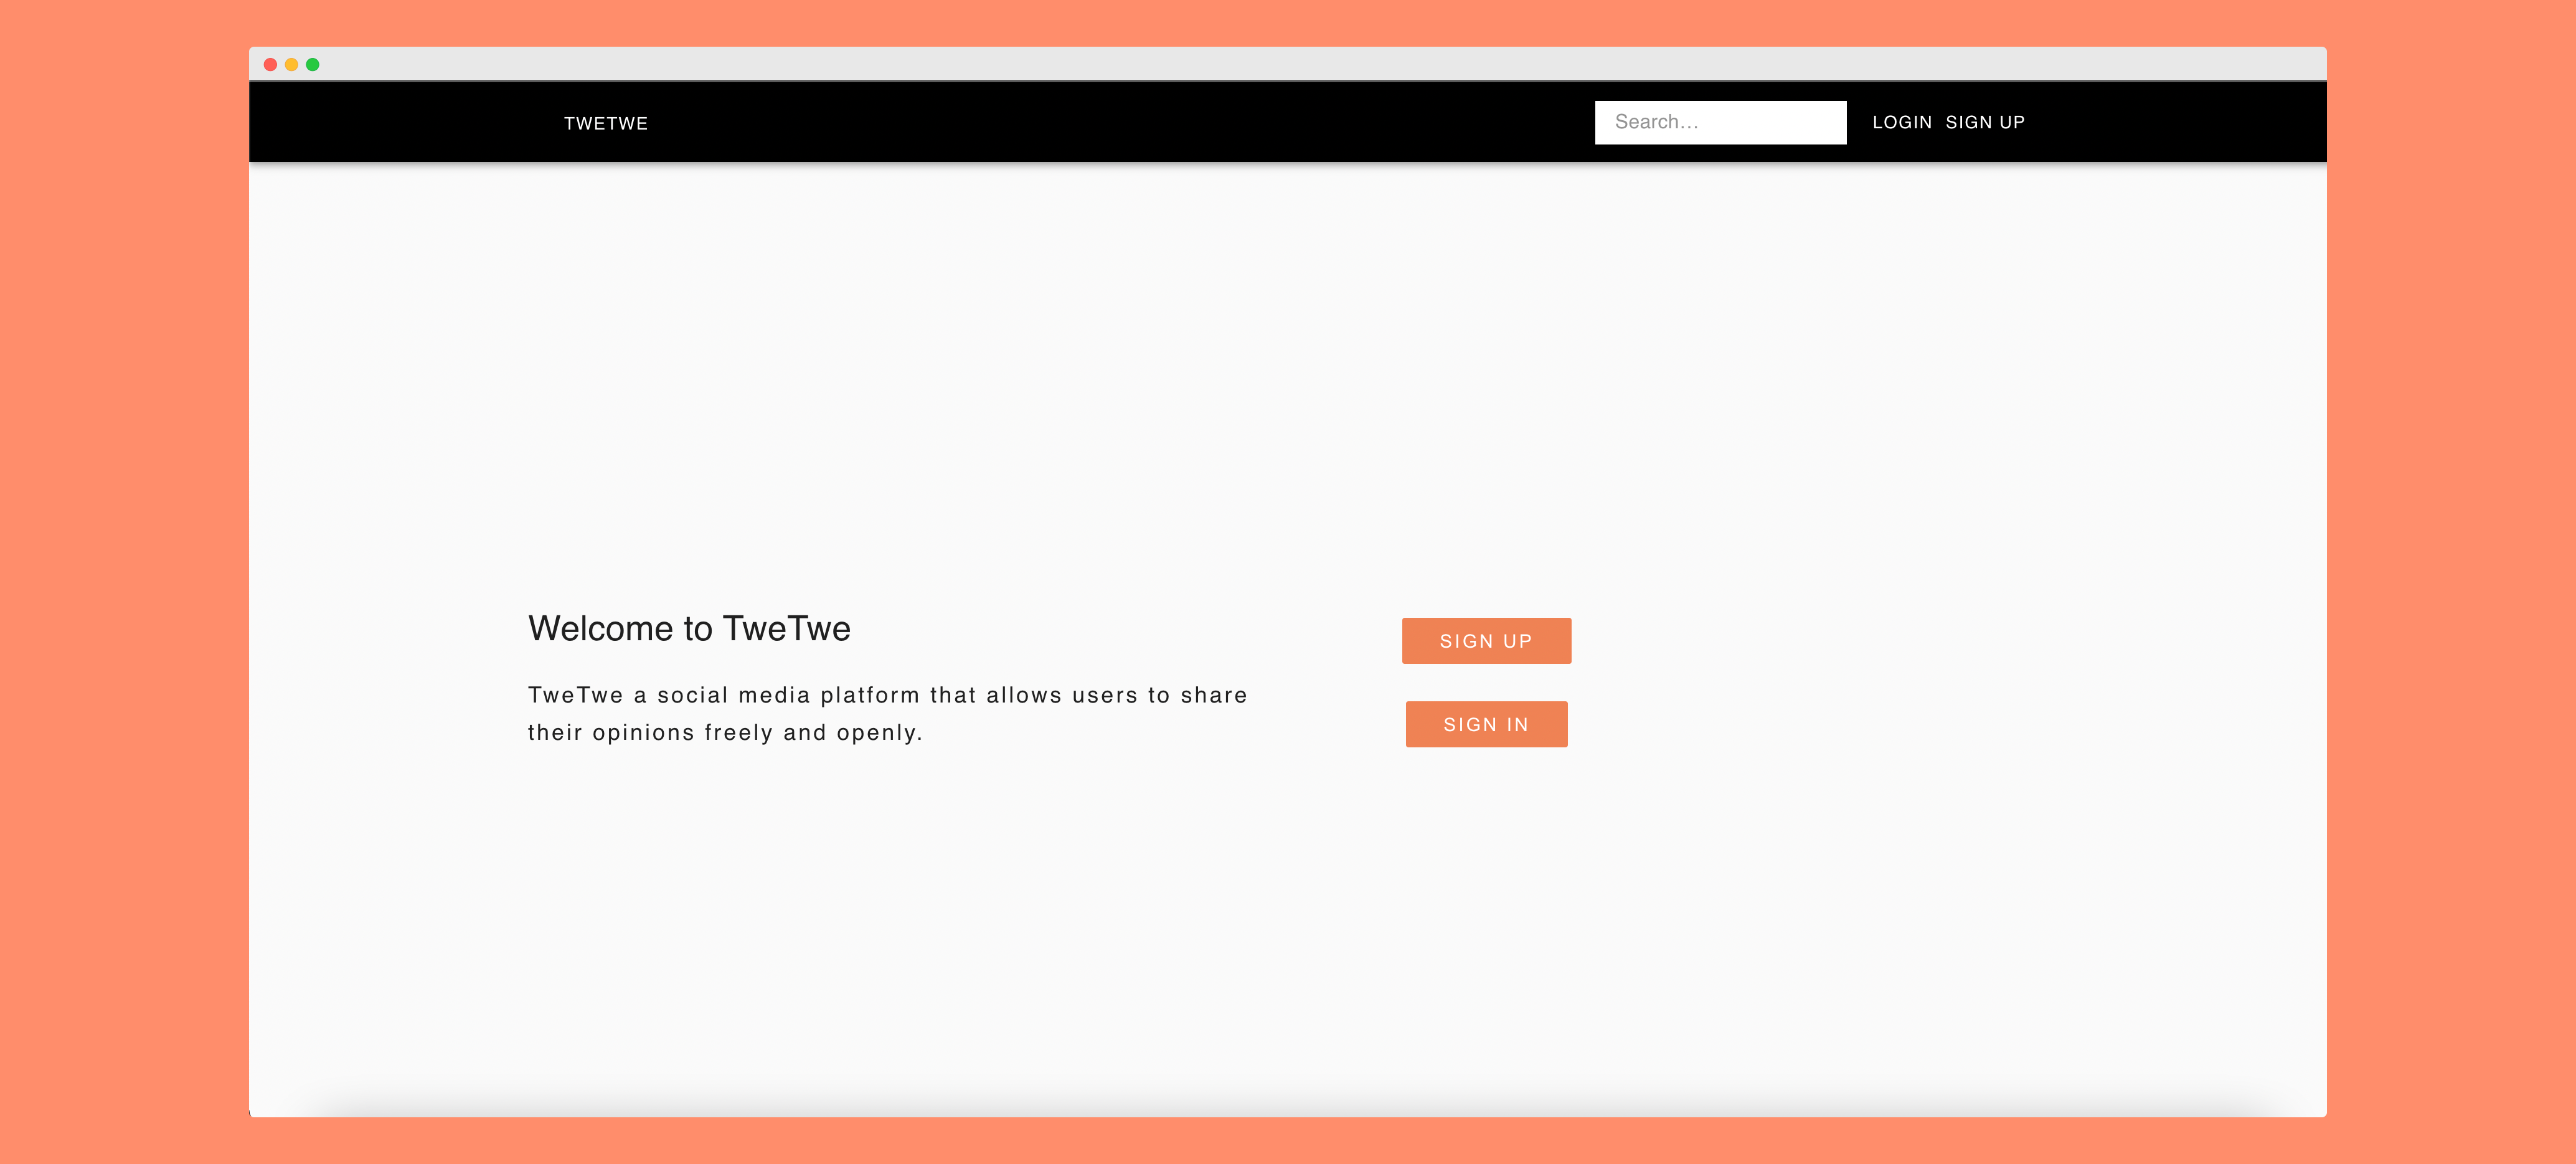 TWETWE
Search...
LOGIN SIGN UP
Welcome to TweTwe
TweTwe a social media platform that allows users to share
their opinions freely and openly.
SIGN UP
SIGN IN